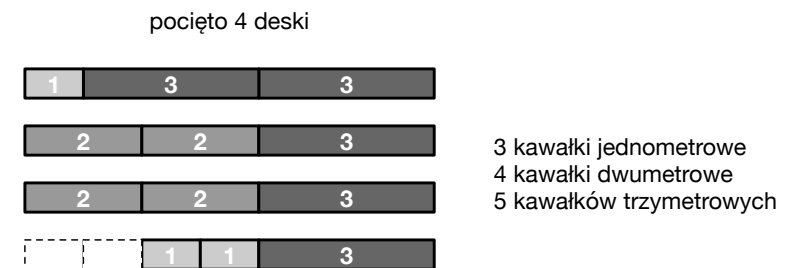 pocięto 4 deski
1 3 3
2 2 3
2 2 3
1 1 3
3 kawałki jednometrowe
4 kawałki dwumetrowe
5 kawałków trzymetrowych